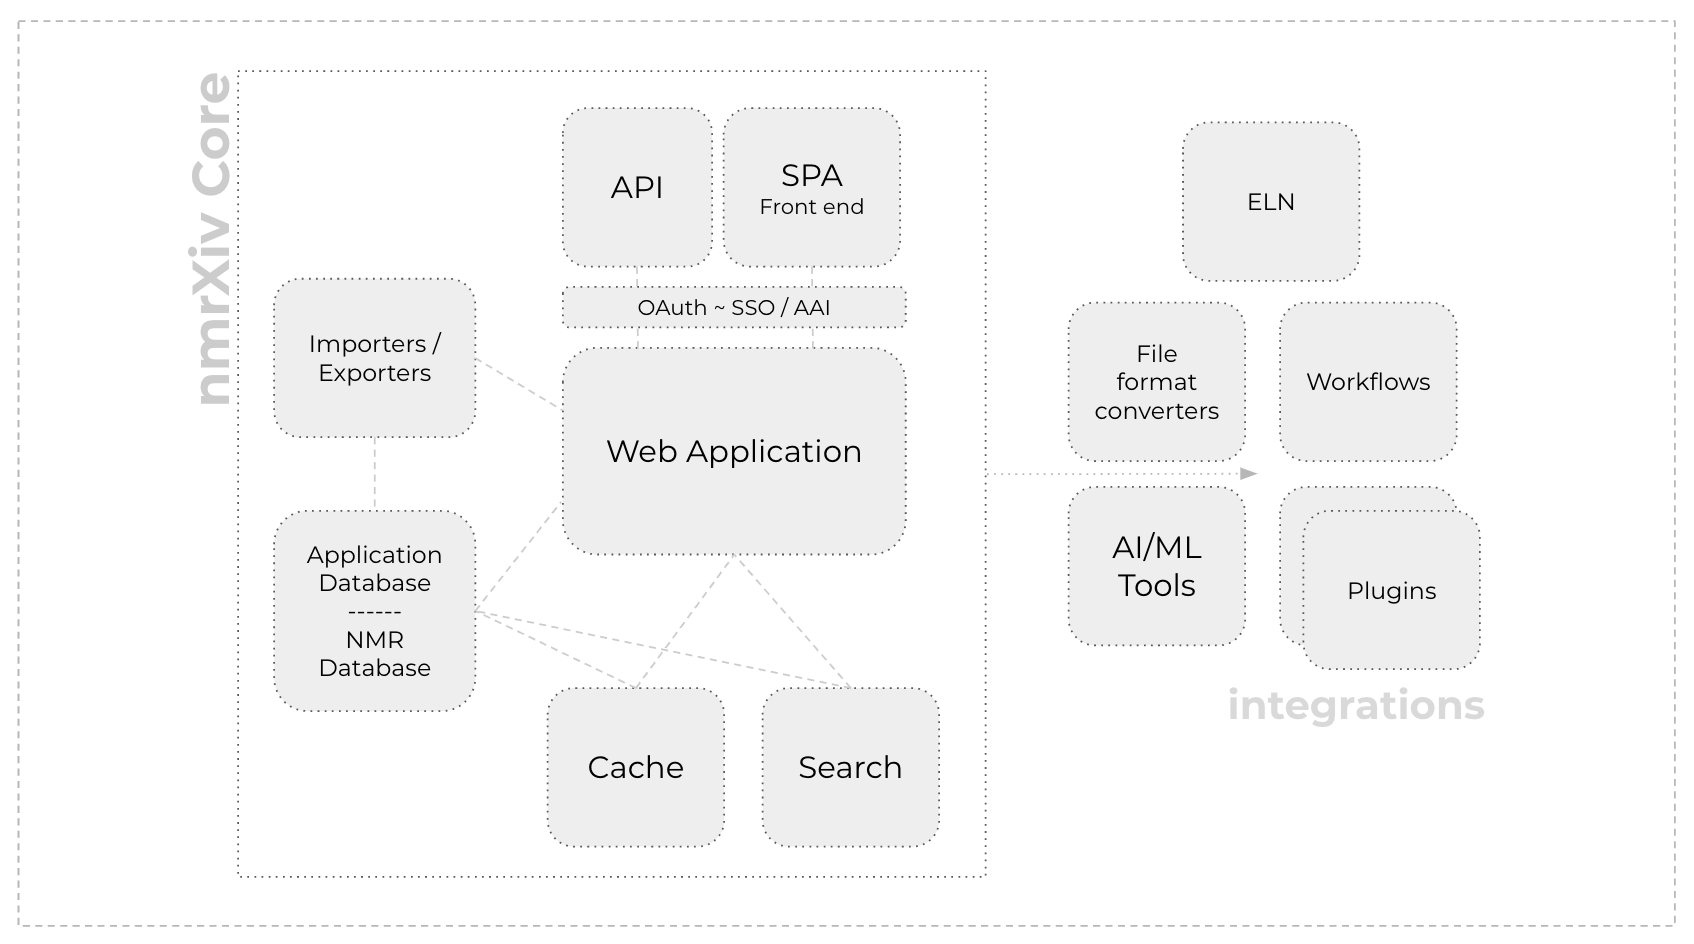 nmrXiv Core
API
SPA
Front end
OAuth ~ SSO / AAI
Importers /
Exporters
Web Application
Application
Database
------
NMR
Database
Cache
Search
ELN
File
format
converters
Workflows
AI/ML
Tools
Plugins
integrations